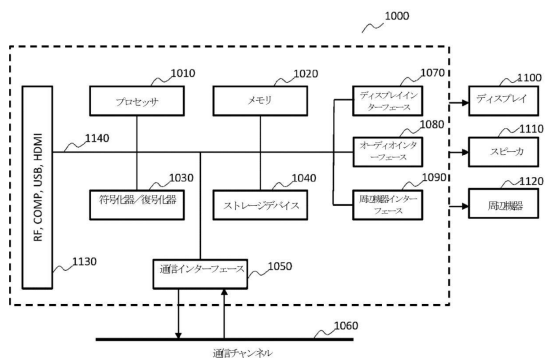 1000
1010
プロセッサ
1020
メモリ
1070
ディスプレイイン
ターフェース
1100
ディスプレイ
RF, COMP, USB, HDMI
1140
1080
オーディオインタ
ーフェース
1110
スピーカ
1030
符号化器／復号化器
1040
ストレージデバイス
1090
周辺機器インター
フェース
1120
周辺機器
1130
通信インターフェース
1050
1060
通信チャンネル